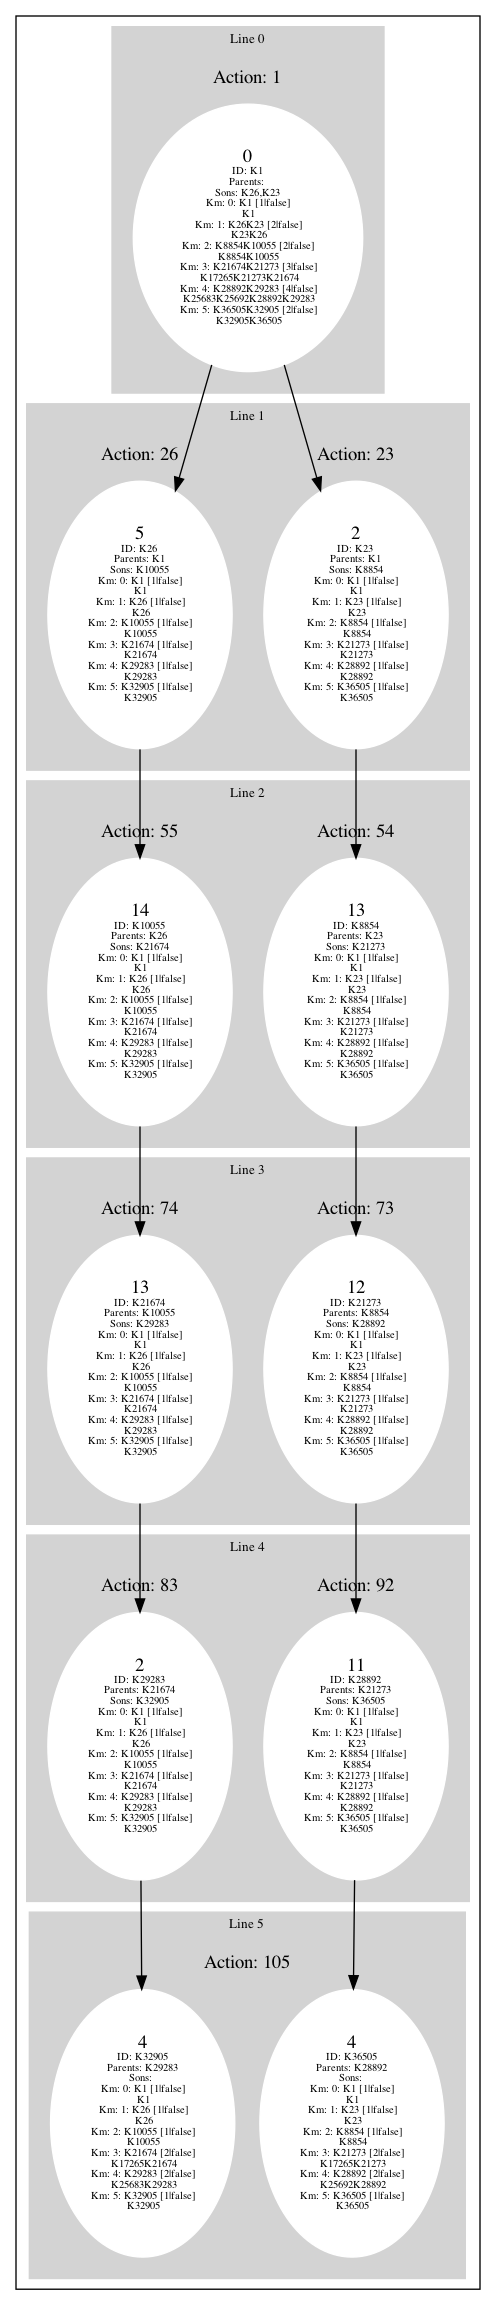 Line 0
Action: 1
0
ID: K1
Parents:
Sons: K26,K23
Km: 0: K1 [1|false]
K1
Km: 1: K26K23 [2|false]
K23K26
Km: 2: K8854K10055 [2|false]
K8854K10055
Km: 3: K21674K21273 [3|false]
K17265K21273K21674
Km: 4: K28892K29283 [4|false]
K25683K25692K28892K29283
Km: 5: K36505K32905 [2|false]
K32905K36505
Line 1
Action: 26
5
ID: K26
Parents: K1
Sons: K10055
Km: 0: K1 [1|false]
K1
Km: 1: K26 [1|false]
K26
Km: 2: K10055 [1|false]
K10055
Km: 3: K21674 [1|false]
K21674
Km: 4: K29283 [1|false]
K29283
Km: 5: K32905 [1|false]
K32905
Action: 23
2
ID: K23
Parents: K1
Sons: K8854
Km: 0: K1 [1|false]
K1
Km: 1: K23 [1|false]
K23
Km: 2: K8854 [1|false]
K8854
Km: 3: K21273 [1|false]
K21273
Km: 4: K28892 [1|false]
K28892
Km: 5: K36505 [1|false]
K36505
Line 2
Action: 55
14
ID: K10055
Parents: K26
Sons: K21674
Km: 0: K1 [1|false]
K1
Km: 1: K26 [1|false]
K26
Km: 2: K10055 [1|false]
K10055
Km: 3: K21674 [1|false]
K21674
Km: 4: K29283 [1|false]
K29283
Km: 5: K32905 [1|false]
K32905
Action: 54
13
ID: K8854
Parents: K23
Sons: K21273
Km: 0: K1 [1|false]
K1
Km: 1: K23 [1|false]
K23
Km: 2: K8854 [1|false]
K8854
Km: 3: K21273 [1|false]
K21273
Km: 4: K28892 [1|false]
K28892
Km: 5: K36505 [1|false]
K36505
Line 3
Action: 74
13
ID: K21674
Parents: K10055
Sons: K29283
Km: 0: K1 [1|false]
K1
Km: 1: K26 [1|false]
K26
Km: 2: K10055 [1|false]
K10055
Km: 3: K21674 [1|false]
K21674
Km: 4: K29283 [1|false]
K29283
Km: 5: K32905 [1|false]
K32905
Action: 73
12
ID: K21273
Parents: K8854
Sons: K28892
Km: 0: K1 [1|false]
K1
Km: 1: K23 [1|false]
K23
Km: 2: K8854 [1|false]
K8854
Km: 3: K21273 [1|false]
K21273
Km: 4: K28892 [1|false]
K28892
Km: 5: K36505 [1|false]
K36505
Line 4
Action: 83
2
ID: K29283
Parents: K21674
Sons: K32905
Km: 0: K1 [1|false]
K1
Km: 1: K26 [1|false]
K26
Km: 2: K10055 [1|false]
K10055
Km: 3: K21674 [1|false]
K21674
Km: 4: K29283 [1|false]
K29283
Km: 5: K32905 [1|false]
K32905
Action: 92
11
ID: K28892
Parents: K21273
Sons: K36505
Km: 0: K1 [1|false]
K1
Km: 1: K23 [1|false]
K23
Km: 2: K8854 [1|false]
K8854
Km: 3: K21273 [1|false]
K21273
Km: 4: K28892 [1|false]
K28892
Km: 5: K36505 [1|false]
K36505
Line 5
Action: 105
4
ID: K32905
Parents: K29283
Sons:
Km: 0: K1 [1|false]
K1
Km: 1: K26 [1|false]
K26
Km: 2: K10055 [1|false]
K10055
Km: 3: K21674 [2|false]
K17265K21674
Km: 4: K29283 [2|false]
K25683K29283
Km: 5: K32905 [1|false]
K32905
4
ID: K36505
Parents: K28892
Sons:
Km: 0: K1 [1|false]
K1
Km: 1: K23 [1|false]
K23
Km: 2: K8854 [1|false]
K8854
Km: 3: K21273 [2|false]
K17265K21273
Km: 4: K28892 [2|false]
K25692K28892
Km: 5: K36505 [1|false]
K36505